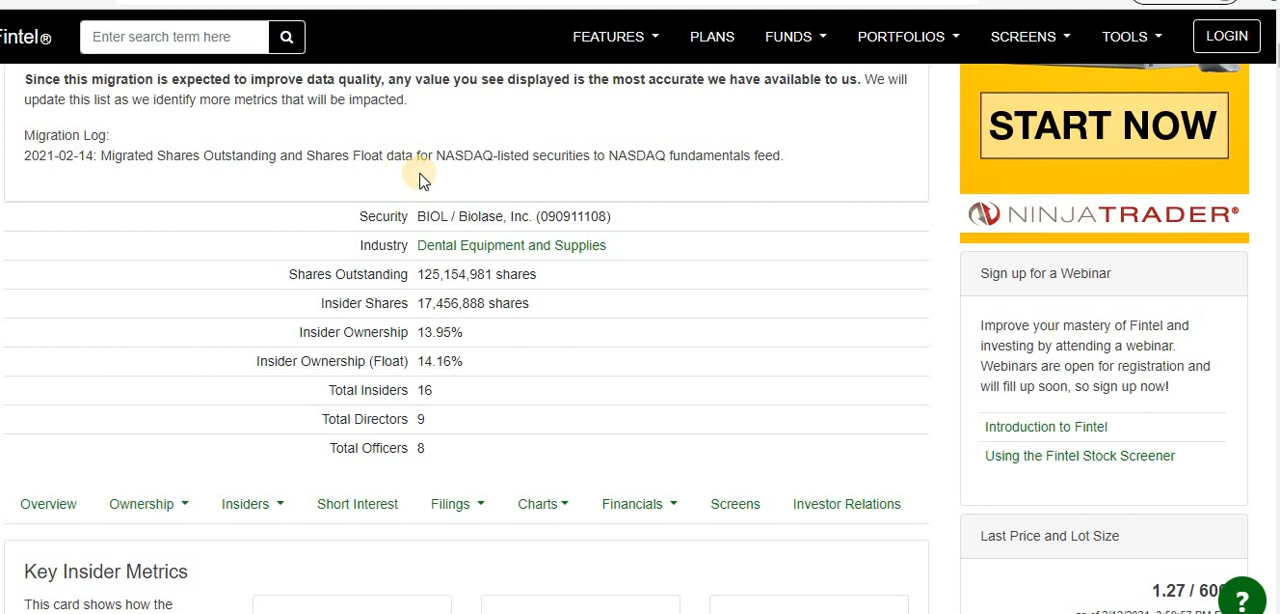 Fintel®
Enter search term here
FEATURES
PLANS
FUNDS
PORTFOLIOS
SCREENS
TOOLS
LOGIN
Since this migration is expected to improve data quality, any value you see displayed is the most accurate we have available to us. We will
update this list as we identify more metrics that will be impacted.
Migration Log:
2021-02-14: Migrated Shares Outstanding and Shares Float data for NASDAQ-listed securities to NASDAQ fundamentals feed.
Security BIOL / Biolase, Inc. (090911108)
Industry Dental Equipment and Supplies
Shares Outstanding 125,154,981 shares
Insider Shares 17,456,888 shares
Insider Ownership 13.95%
Insider Ownership (Float) 14.16%
Total Insiders 16
Total Directors 9
Total Officers 8
Overview
Ownership
Insiders
Short Interest
Filings
Charts
Financials
Screens
Investor Relations
Key Insider Metrics
This card shows how the
START NOW
NINJATRADER®
Sign up for a Webinar
Improve your mastery of Fintel and
investing by attending a webinar.
Webinars are open for registration and
will fill up soon, so sign up now!
Introduction to Fintel
Using the Fintel Stock Screener
Last Price and Lot Size
1.27 /
?